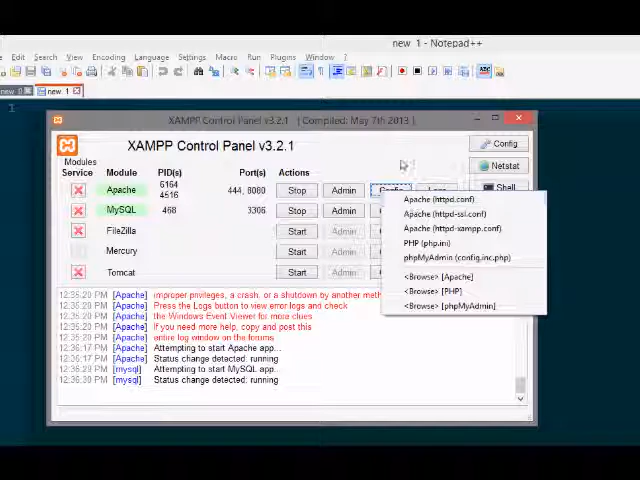 new 1 - Notepad++
Edit Search View Encoding Language Settings Macro Run Plugins Window ?
new 0 new 1
1
XAMPP Control Panel v3.2.1 [ Compiled: May 7th 2013 ]
XAMPP Control Panel v3.2.1
Config
Modules
Service Module PID(s) Port(s) Actions
Netstat
Apache 6164 4516 444, 8080 Stop Admin Config Logs
Shell
MySQL 468 3306 Stop Admin
FileZilla Start Admin
Mercury Start Admin
Tomcat Start Admin
Apache (httpd.conf)
Apache (httpd-ssl.conf)
Apache (httpd-xampp.conf)
PHP (php.ini)
phpMyAdmin (config.inc.php)
<Browse> [Apache]
<Browse> [PHP]
<Browse> [phpMyAdmin]
12:35:20 PM [Apache] improper privileges, a crash, or a shutdown by another meth
12:35:20 PM [Apache] Press the Logs button to view error logs and check
12:35:20 PM [Apache] the Windows Event Viewer for more clues
12:35:20 PM [Apache] If you need more help, copy and post this
12:35:20 PM [Apache] entire log window on the forums
12:36:17 PM [Apache] Attempting to start Apache app...
12:36:17 PM [Apache] Status change detected: running
12:36:30 PM [mysql] Attempting to start MySQL app...
12:36:30 PM [mysql] Status change detected: running